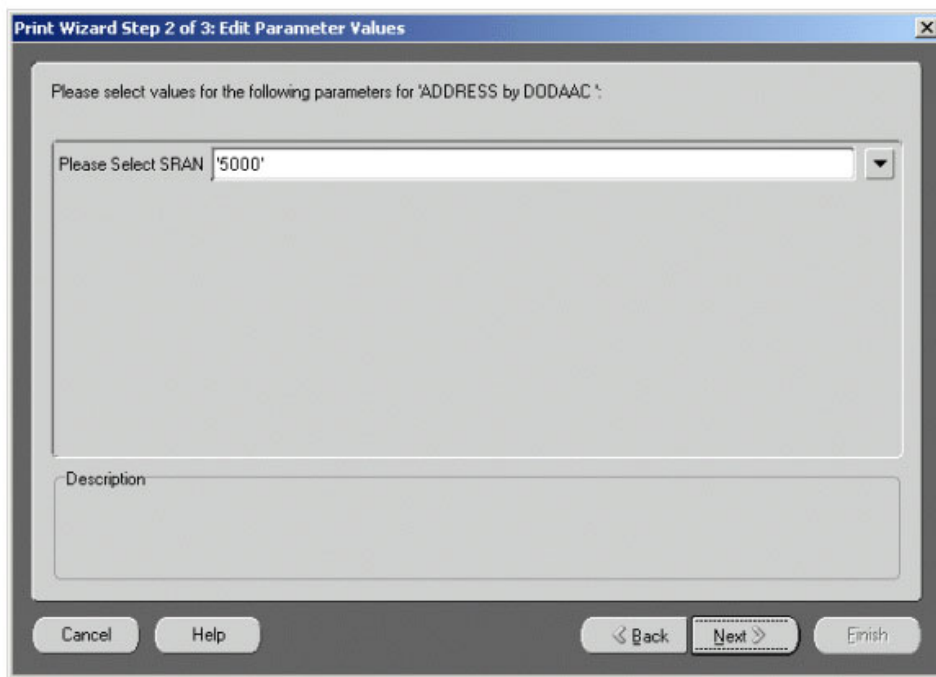 Print Wizard Step 2 of 3: Edit Parameter Values
Please select values for the following parameters for 'ADDRESS by DODAAC ':
Please Select SRAN '5000'
Description
Cancel Help Back Next Finish